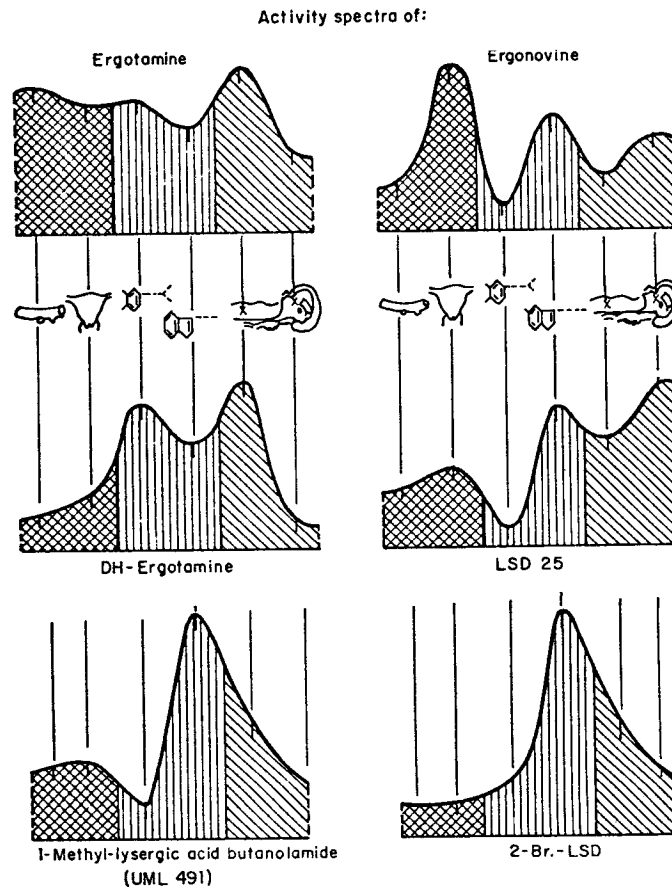 Activity spectra of:
Ergotamine
Ergonovine
DH-Ergotamine
LSD 25
1-Methyl-lysergic acid butanolamide
(UML 491)
2-Br.-LSD